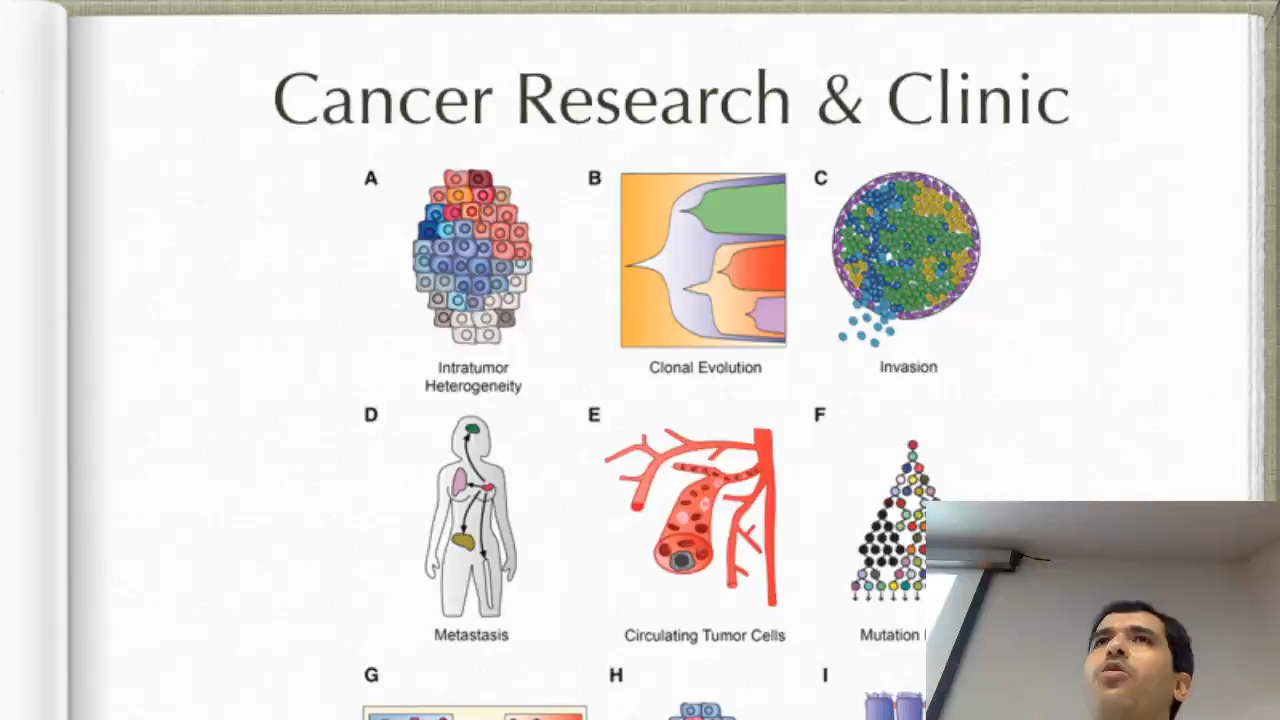 Cancer Research & Clinic
A
B
C
Intratumor
Heterogeneity
Clonal Evolution
Invasion
D
E
F
Metastasis
Circulating Tumor Cells
Mutation
G
H
I